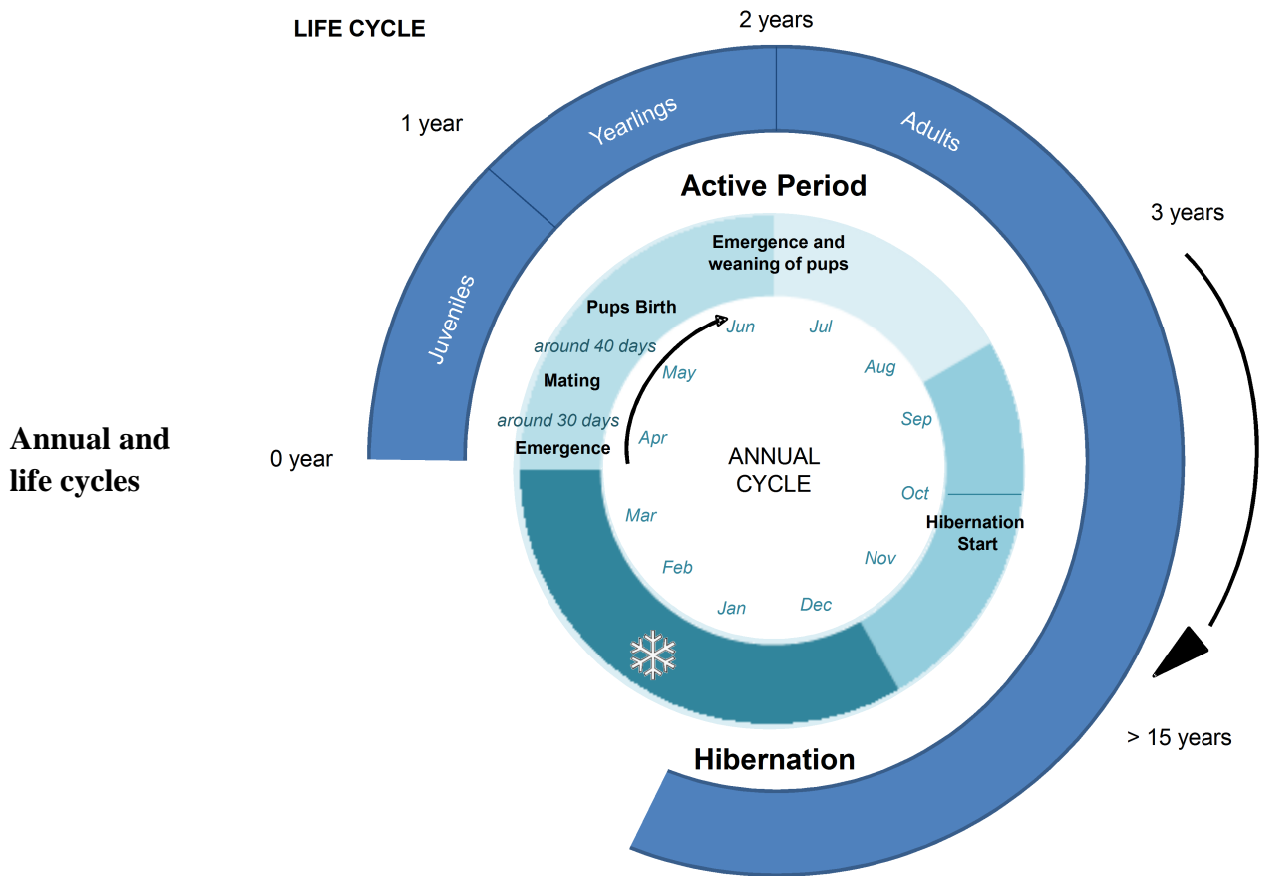 LIFE CYCLE
2 years
1 year
Yearlings
Adults
Active Period
3 years
Juveniles
Emergence and
weaning of pups
Pups Birth
around 40 days
Mating
around 30 days
Emergence
Jun
Jul
May
Aug
Apr
Sep
Annual and
life cycles
0 year
ANNUAL
CYCLE
Mar
Oct
Hibernation
Start
Feb
Nov
Jan
Dec
Hibernation
> 15 years